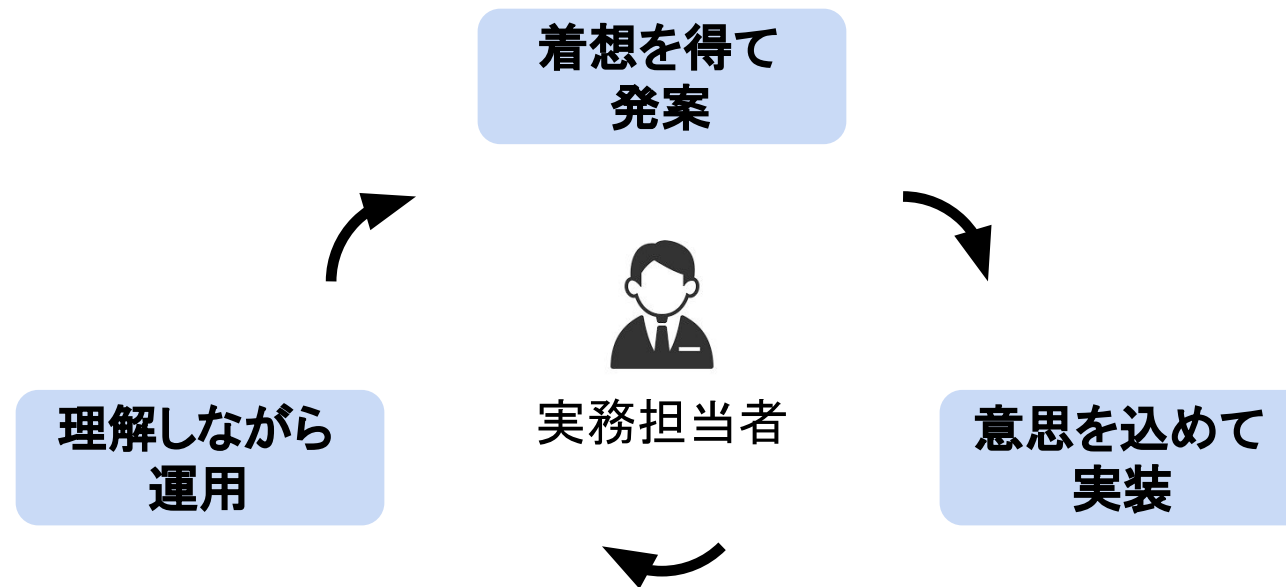 着想を得て
発案
実務担当者
理解しながら
運用
意思を込めて
実装